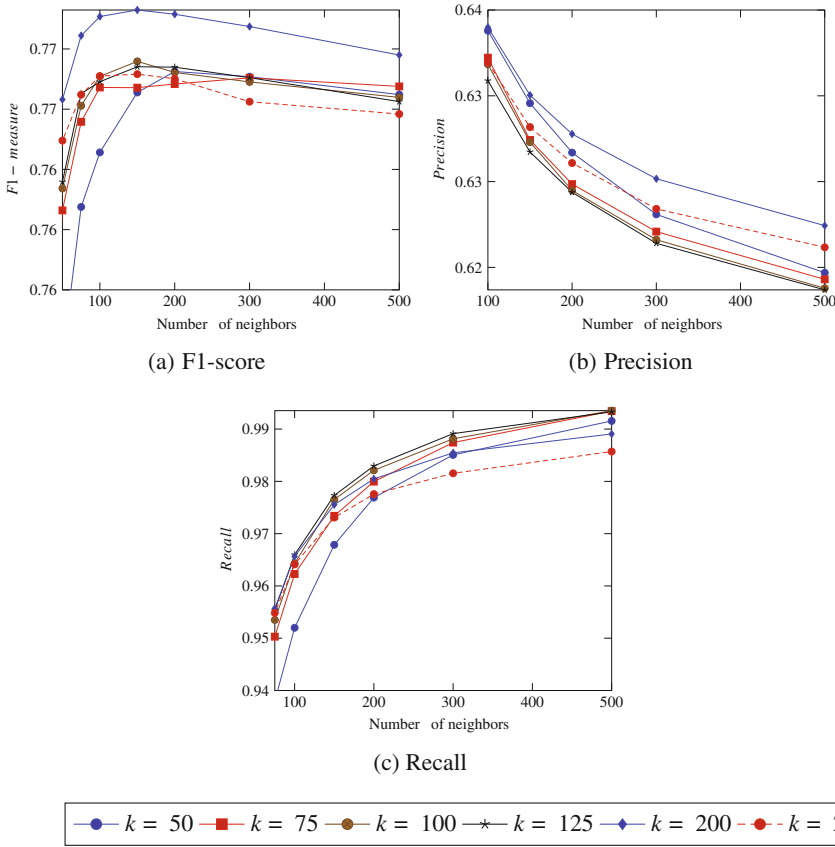 0.77
0.77
0.76
0.76
0.76
F1 − measure
100 200 300 400 500
Number of neighbors
(a) F1-score
0.64
0.63
0.63
0.62
Precision
100 200 300 400 500
Number of neighbors
(b) Precision
0.99
0.98
0.97
0.96
0.95
0.94
Recall
100 200 300 400 500
Number of neighbors
(c) Recall
k = 50 k = 75 k = 100 k = 125 k = 200 k =